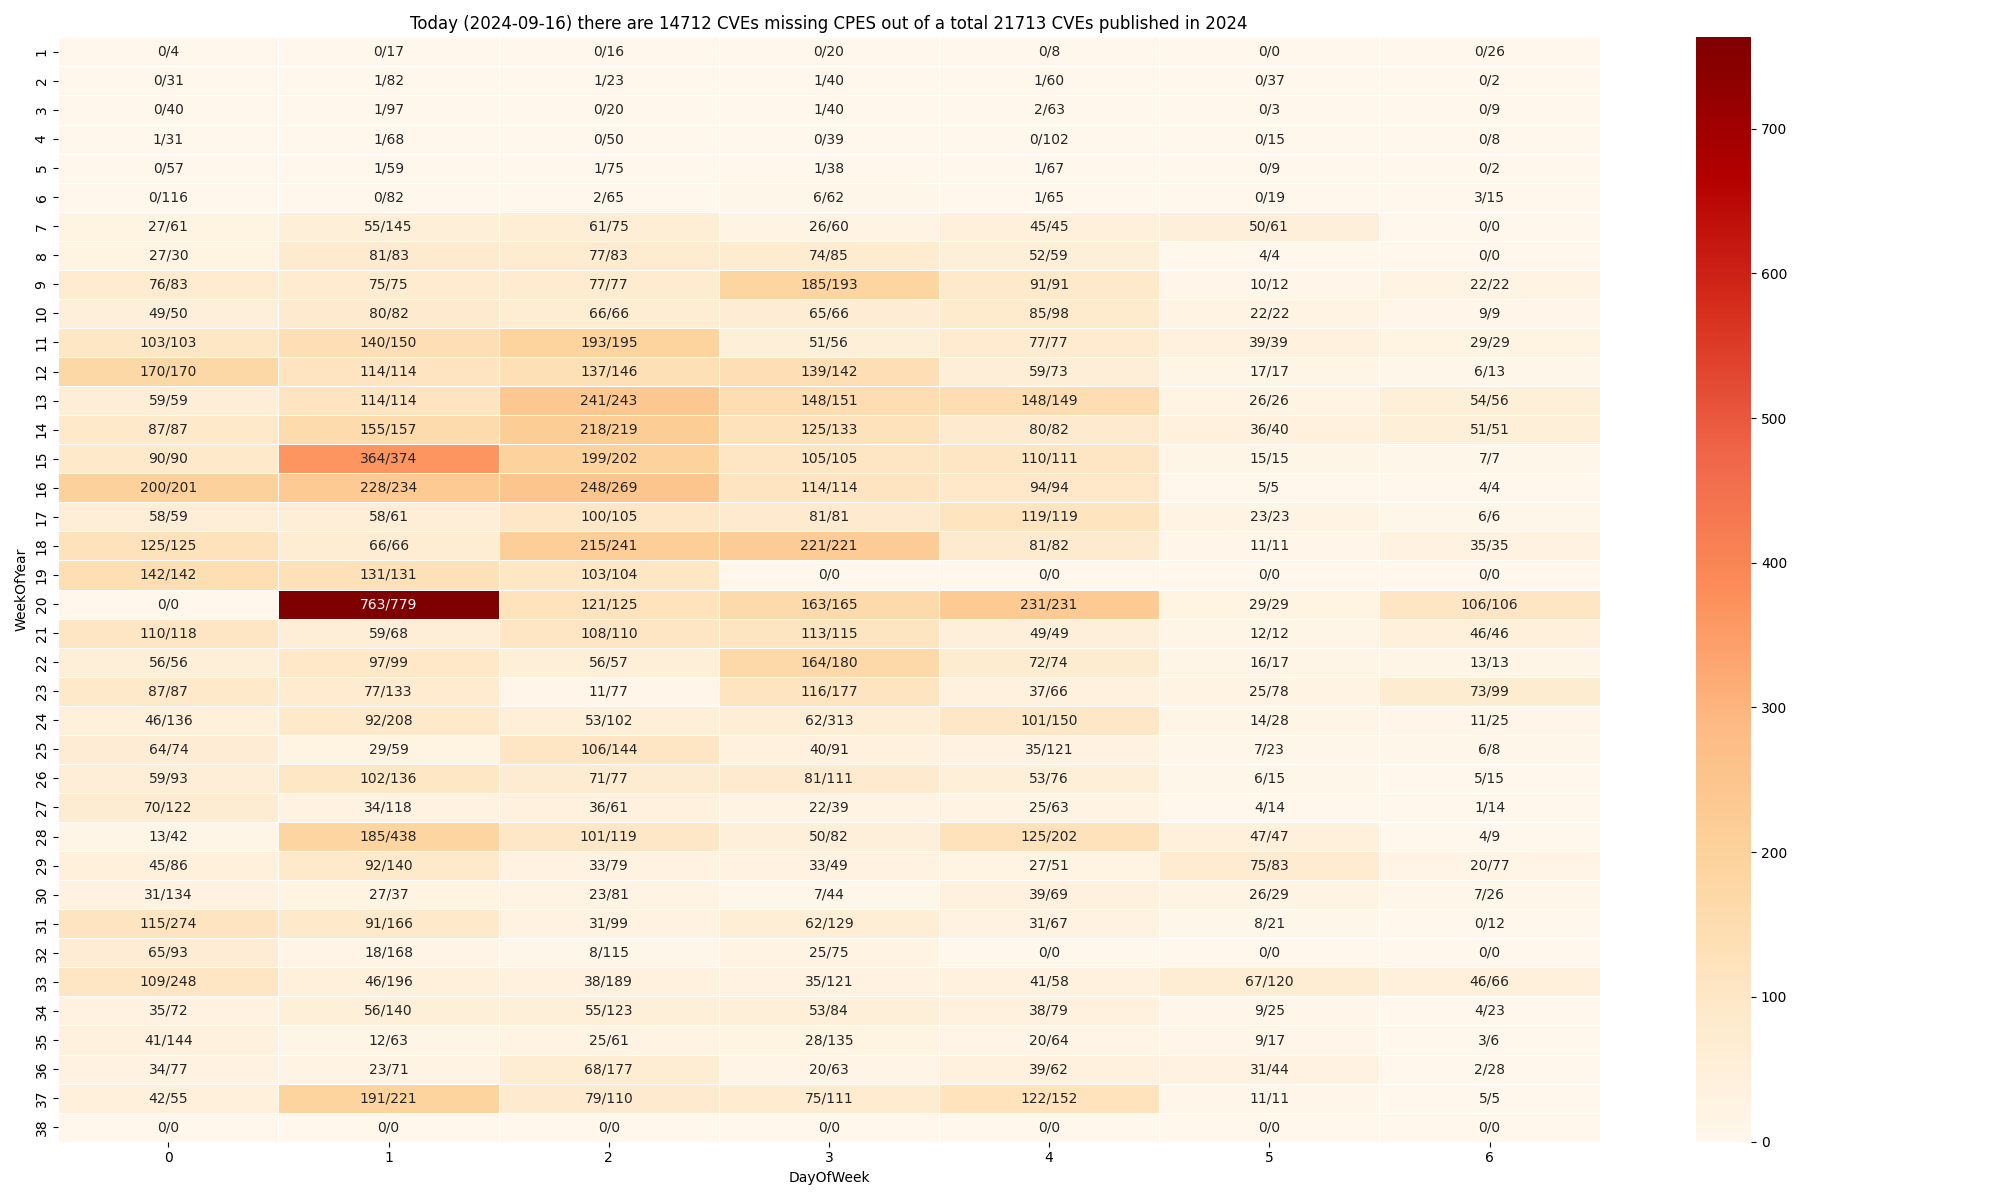 Today (2024-09-16) there are 14712 CVEs missing CPES out of a total 21713 CVEs published in 2024
1 0/4 0/17 0/16 0/20 0/8 0/0 0/26
2 0/31 1/82 1/23 1/40 1/60 0/37 0/2
3 0/40 1/97 0/20 1/40 2/63 0/3 0/9
4 1/31 1/68 0/50 0/39 0/102 0/15 0/8
5 0/57 1/59 1/75 1/38 1/67 0/9 0/2
6 0/116 0/82 2/65 6/62 1/65 0/19 3/15
7 27/61 55/145 61/75 26/60 45/45 50/61 0/0
8 27/30 81/83 77/83 74/85 52/59 4/4 0/0
9 76/83 75/75 77/77 185/193 91/91 10/12 22/22
10 49/50 80/82 66/66 65/66 85/98 22/22 9/9
11 103/103 140/150 193/195 51/56 77/77 39/39 29/29
12 170/170 114/114 137/146 139/142 59/73 17/17 6/13
13 59/59 114/114 241/243 148/151 148/149 26/26 54/56
14 87/87 155/157 218/219 125/133 80/82 36/40 51/51
15 90/90 364/374 199/202 105/105 110/111 15/15 7/7
16 200/201 228/234 248/269 114/114 94/94 5/5 4/4
17 58/59 58/61 100/105 81/81 119/119 23/23 6/6
18 125/125 66/66 215/241 221/221 81/82 11/11 35/35
19 142/142 131/131 103/104 0/0 0/0 0/0 0/0
20 0/0 763/779 121/125 163/165 231/231 29/29 106/106
21 110/118 59/68 108/110 113/115 49/49 12/12 46/46
22 56/56 97/99 56/57 164/180 72/74 16/17 13/13
23 87/87 77/133 11/77 116/177 37/66 25/78 73/99
24 46/136 92/208 53/102 62/313 101/150 14/28 11/25
25 64/74 29/59 106/144 40/91 35/121 7/23 6/8
26 59/93 102/136 71/77 81/111 53/76 6/15 5/15
27 70/122 34/118 36/61 22/39 25/63 4/14 1/14
28 13/42 185/438 101/119 50/82 125/202 47/47 4/9
29 45/86 92/140 33/79 33/49 27/51 75/83 20/77
30 31/134 27/37 23/81 7/44 39/69 26/29 7/26
31 115/274 91/166 31/99 62/129 31/67 8/21 0/12
32 65/93 18/168 8/115 25/75 0/0 0/0 0/0
33 109/248 46/196 38/189 35/121 41/58 67/120 46/66
34 35/72 56/140 55/123 53/84 38/79 9/25 4/23
35 41/144 12/63 25/61 28/135 20/64 9/17 3/6
36 34/77 23/71 68/177 20/63 39/62 31/44 2/28
37 42/55 191/221 79/110 75/111 122/152 11/11 5/5
38 0/0 0/0 0/0 0/0 0/0 0/0 0/0
0 1 2 3 4 5 6
DayOfWeek
WeekOfYear
700
600
500
400
300
200
100
0